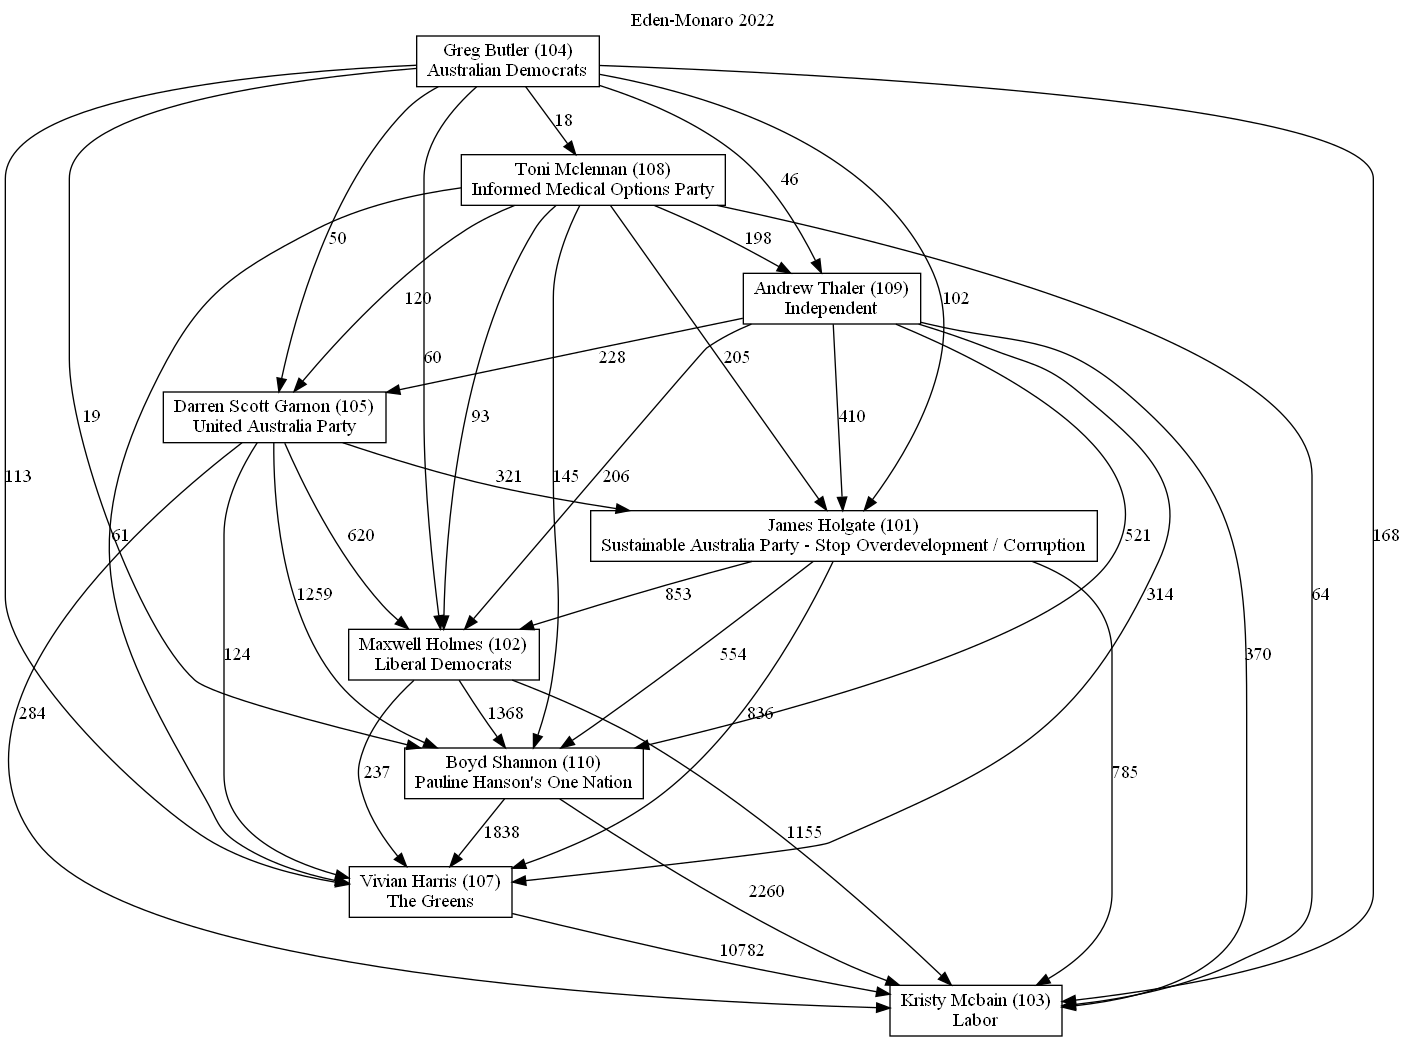 Eden-Monaro 2022
Greg Butler (104)
Australian Democrats
18
Toni Mclennan (108)
Informed Medical Options Party
46
50
198
Andrew Thaler (109)
Independent
120
102
60
228
205
Darren Scott Garnon (105)
United Australia Party
19
93
410
113
321
145
206
James Holgate (101)
Sustainable Australia Party - Stop Overdevelopment / Corruption
61
620
521
168
1259
853
314
64
Maxwell Holmes (102)
Liberal Democrats
124
554
370
284
1368
836
Boyd Shannon (110)
Pauline Hanson's One Nation
237
785
1838
1155
Vivian Harris (107)
The Greens
2260
10782
Kristy Mcbain (103)
Labor